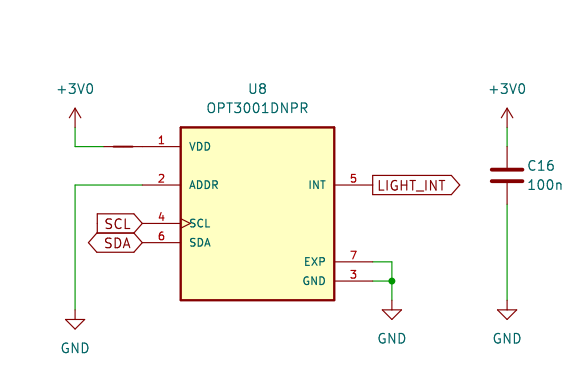 +3V0
U8
OPT3001DNPR
+3V0
1
VDD
2
ADDR
INT
5
LIGHT_INT
C16
100n
SCL
4
SCL
SDA
6
SDA
EXP
7
GND
3
GND
GND
GND